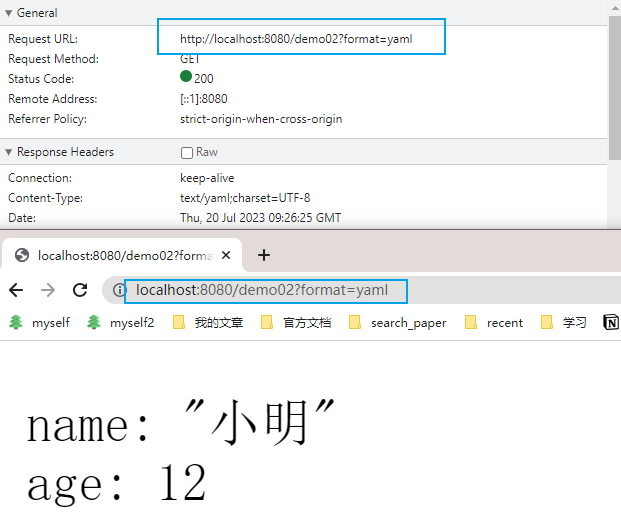 General
Request URL: http://localhost:8080/demo02?format=yaml
Request Method: GET
Status Code: 200
Remote Address: [::1]:8080
Referrer Policy: strict-origin-when-cross-origin
Response Headers Raw
Connection: keep-alive
Content-Type: text/yaml;charset=UTF-8
Date: Thu, 20 Jul 2023 09:26:25 GMT
localhost:8080/demo02?forma
localhost:8080/demo02?format=yaml
myself myself2 我的文章 官方文档 search_paper recent 学习
name: "小明"
age: 12